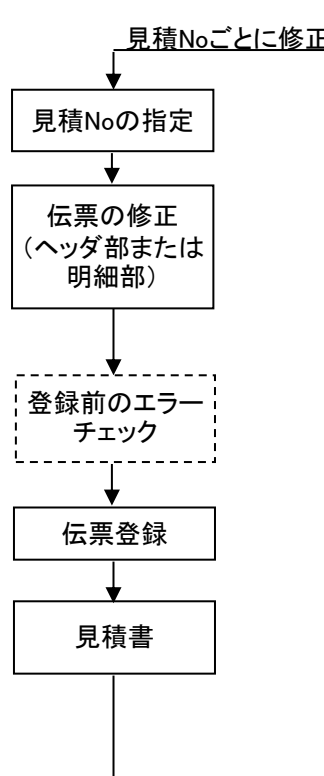 見積Noごとに修正
見積Noの指定
伝票の修正
（ヘッダ部または
明細部）
登録前のエラー
チェック
伝票登録
見積書